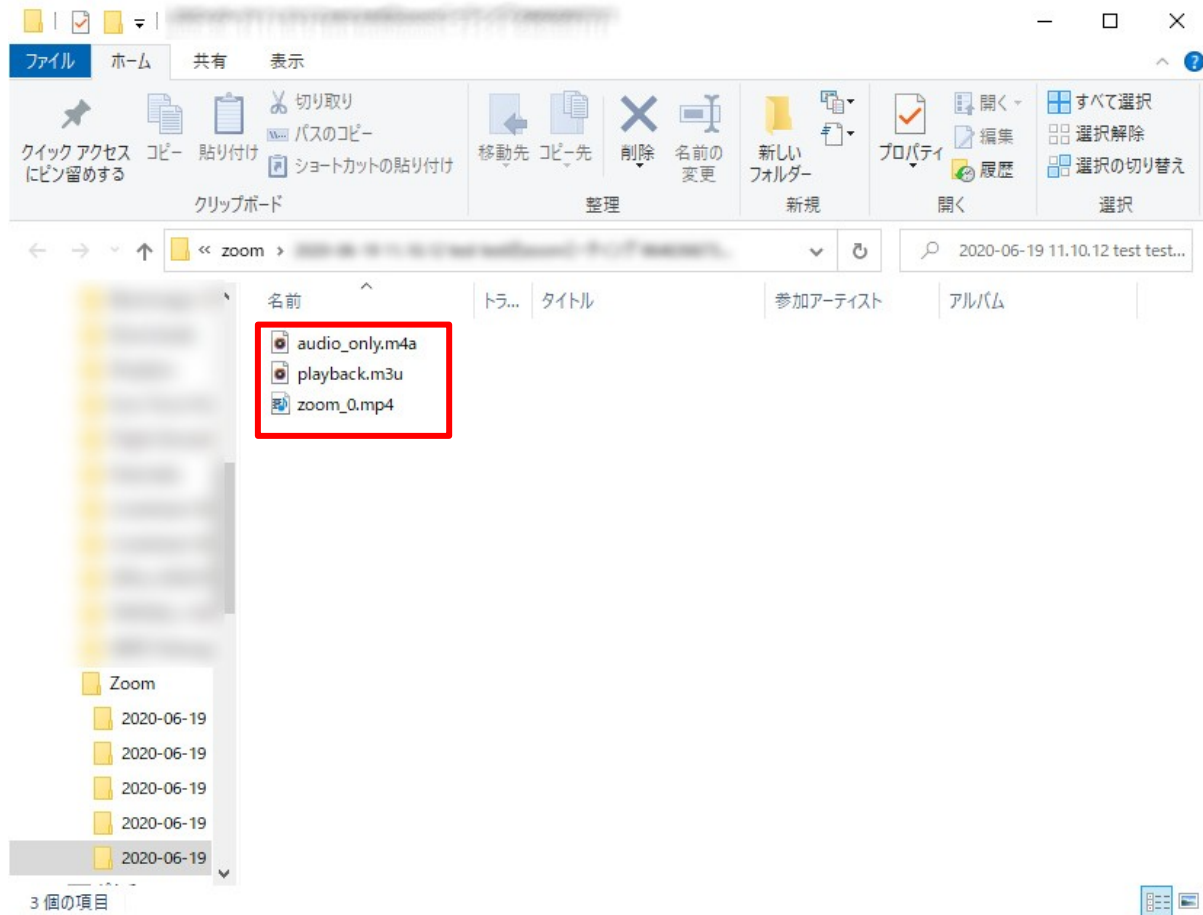 ファイル ホーム 共有 表示
クイック アクセス
にピン留めする
コピー
貼り付け
切り取り
パスのコピー
ショートカットの貼り付け
クリップボード
移動先
コピー先
削除
名前の
変更
整理
新しい
フォルダー
新規
プロパティ
開く
編集
履歴
開く
すべて選択
選択解除
選択の切り替え
選択
« zoom ›
2020-06-19 11.10.12 test test...
名前 トラ... タイトル 参加アーティスト アルバム
audio_only.m4a
playback.m3u
zoom_0.mp4
Zoom
2020-06-19
2020-06-19
2020-06-19
2020-06-19
2020-06-19
3 個の項目